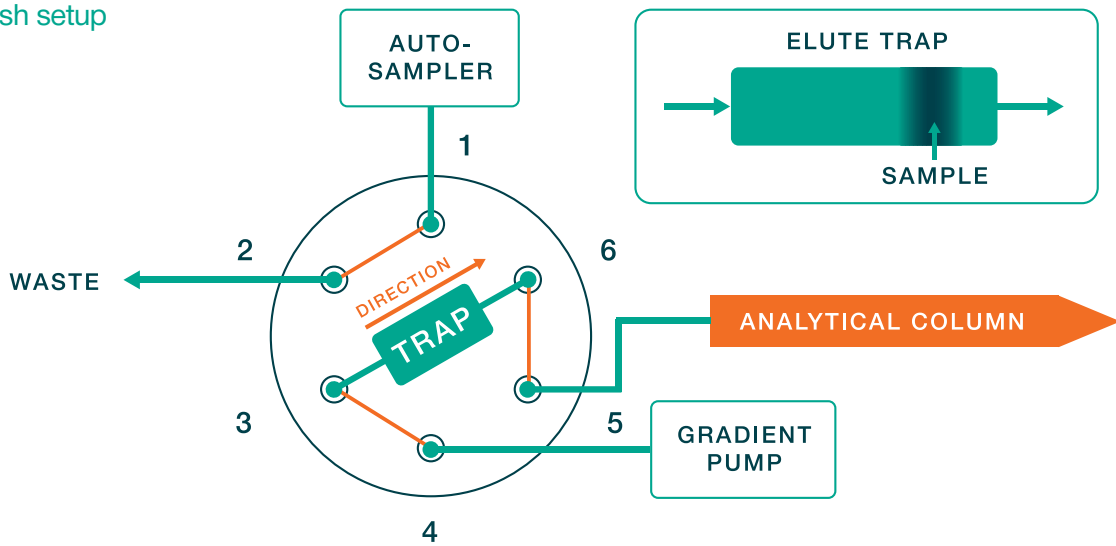 sh setup
AUTO-
SAMPLER
ELUTE TRAP
SAMPLE
1
2
6
WASTE
DIRECTION
TRAP
ANALYTICAL COLUMN
3
5
GRADIENT
PUMP
4